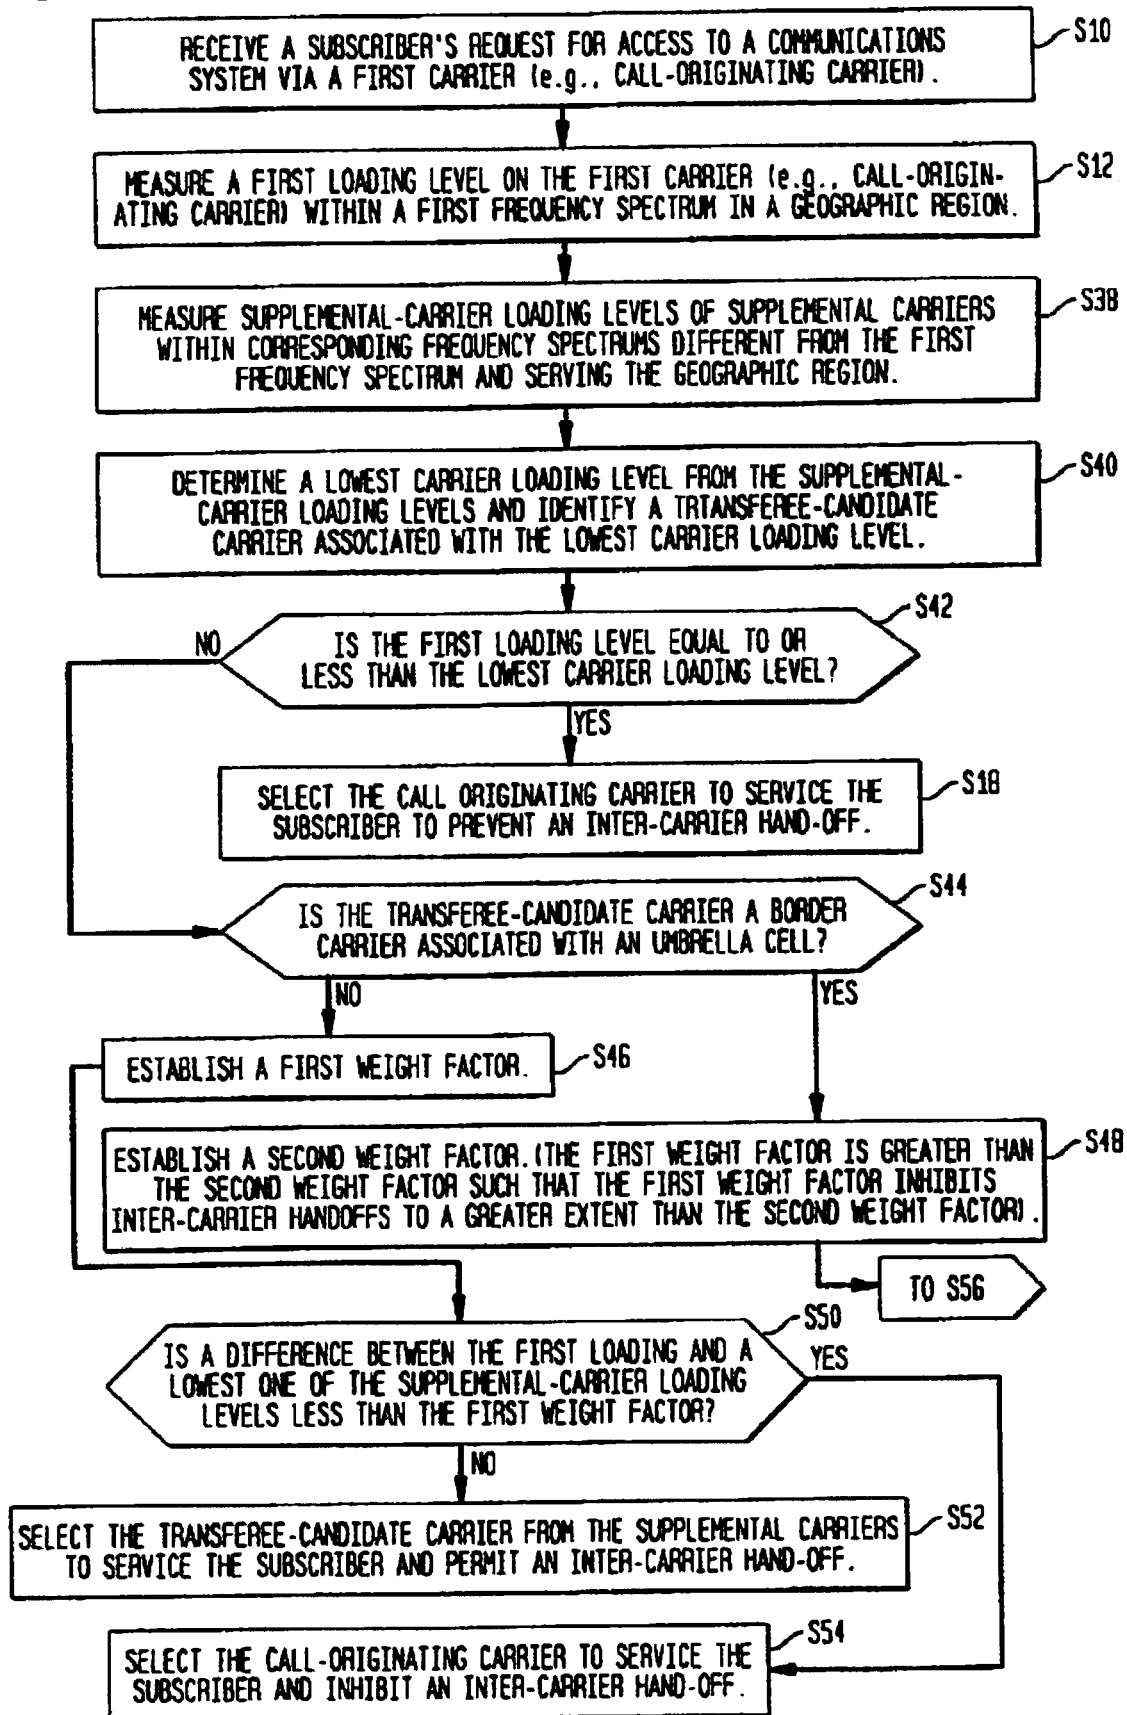 RECEIVE A SUBSCRIBER'S REQUEST FOR ACCESS TO A COMMUNICATIONS
SYSTEM VIA A FIRST CARRIER (e.g., CALL-ORIGINATING CARRIER).
S10
MEASURE A FIRST LOADING LEVEL ON THE FIRST CARRIER (e.g., CALL-ORIGIN-
ATING CARRIER) WITHIN A FIRST FREQUENCY SPECTRUM IN A GEOGRAPHIC REGION.
S12
MEASURE SUPPLEMENTAL-CARRIER LOADING LEVELS OF SUPPLEMENTAL CARRIERS
WITHIN CORRESPONDING FREQUENCY SPECTRUMS DIFFERENT FROM THE FIRST
FREQUENCY SPECTRUM AND SERVING THE GEOGRAPHIC REGION.
S38
DETERMINE A LOWEST CARRIER LOADING LEVEL FROM THE SUPPLEMENTAL-
CARRIER LOADING LEVELS AND IDENTIFY A TRTANSFEREE-CANDIDATE
CARRIER ASSOCIATED WITH THE LOWEST CARRIER LOADING LEVEL.
S40
IS THE FIRST LOADING LEVEL EQUAL TO OR
LESS THAN THE LOWEST CARRIER LOADING LEVEL?
S42
NO
YES
SELECT THE CALL ORIGINATING CARRIER TO SERVICE THE
SUBSCRIBER TO PREVENT AN INTER-CARRIER HAND-OFF.
S18
IS THE TRANSFEREE-CANDIDATE CARRIER A BORDER
CARRIER ASSOCIATED WITH AN UMBRELLA CELL?
S44
NO
YES
ESTABLISH A FIRST WEIGHT FACTOR.
S46
ESTABLISH A SECOND WEIGHT FACTOR.(THE FIRST WEIGHT FACTOR IS GREATER THAN
THE SECOND WEIGHT FACTOR SUCH THAT THE FIRST WEIGHT FACTOR INHIBITS
INTER-CARRIER HANDOFFS TO A GREATER EXTENT THAN THE SECOND WEIGHT FACTOR).
S48
TO S56
IS A DIFFERENCE BETWEEN THE FIRST LOADING AND A
LOWEST ONE OF THE SUPPLEMENTAL-CARRIER LOADING
LEVELS LESS THAN THE FIRST WEIGHT FACTOR?
S50
YES
NO
SELECT THE TRANSFEREE-CANDIDATE CARRIER FROM THE SUPPLEMENTAL CARRIERS
TO SERVICE THE SUBSCRIBER AND PERMIT AN INTER-CARRIER HAND-OFF.
S52
SELECT THE CALL-ORIGINATING CARRIER TO SERVICE THE
SUBSCRIBER AND INHIBIT AN INTER-CARRIER HAND-OFF.
S54